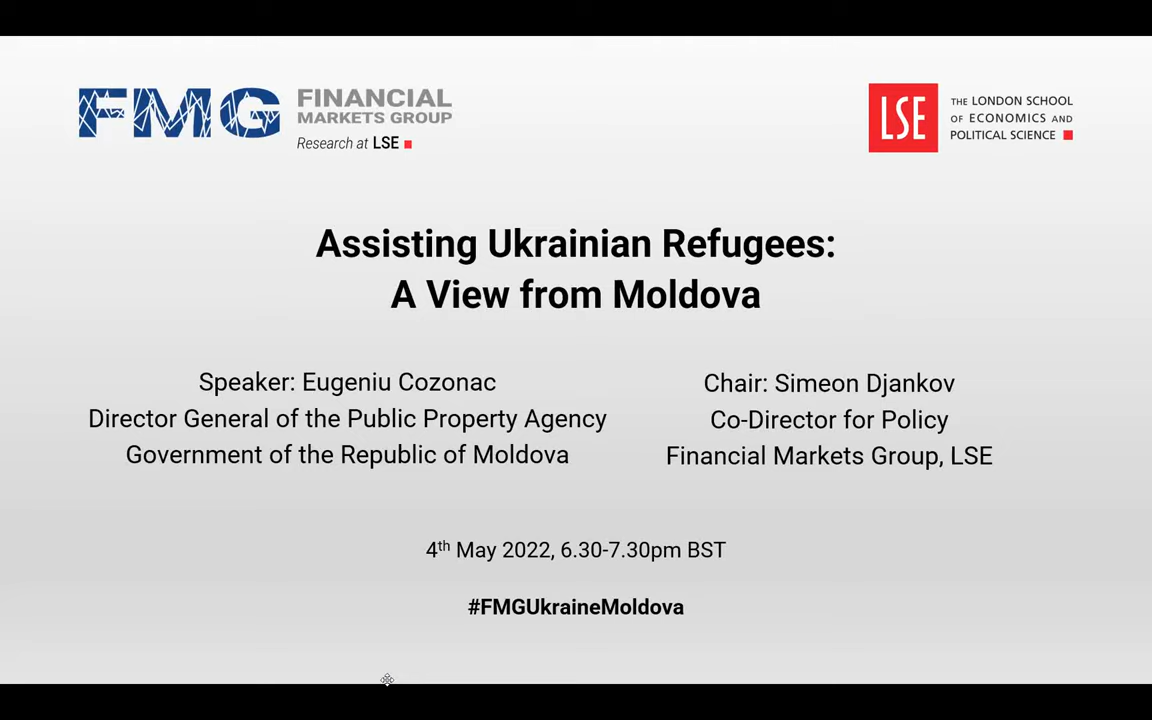 FMG FINANCIAL
MARKETS GROUP
Research at LSE
LSE THE LONDON SCHOOL
OF ECONOMICS AND
POLITICAL SCIENCE
Assisting Ukrainian Refugees:
A View from Moldova
Speaker: Eugeniu Cozonac
Director General of the Public Property Agency
Government of the Republic of Moldova
Chair: Simeon Djankov
Co-Director for Policy
Financial Markets Group, LSE
4th May 2022, 6.30-7.30pm BST
#FMGUkraineMoldova